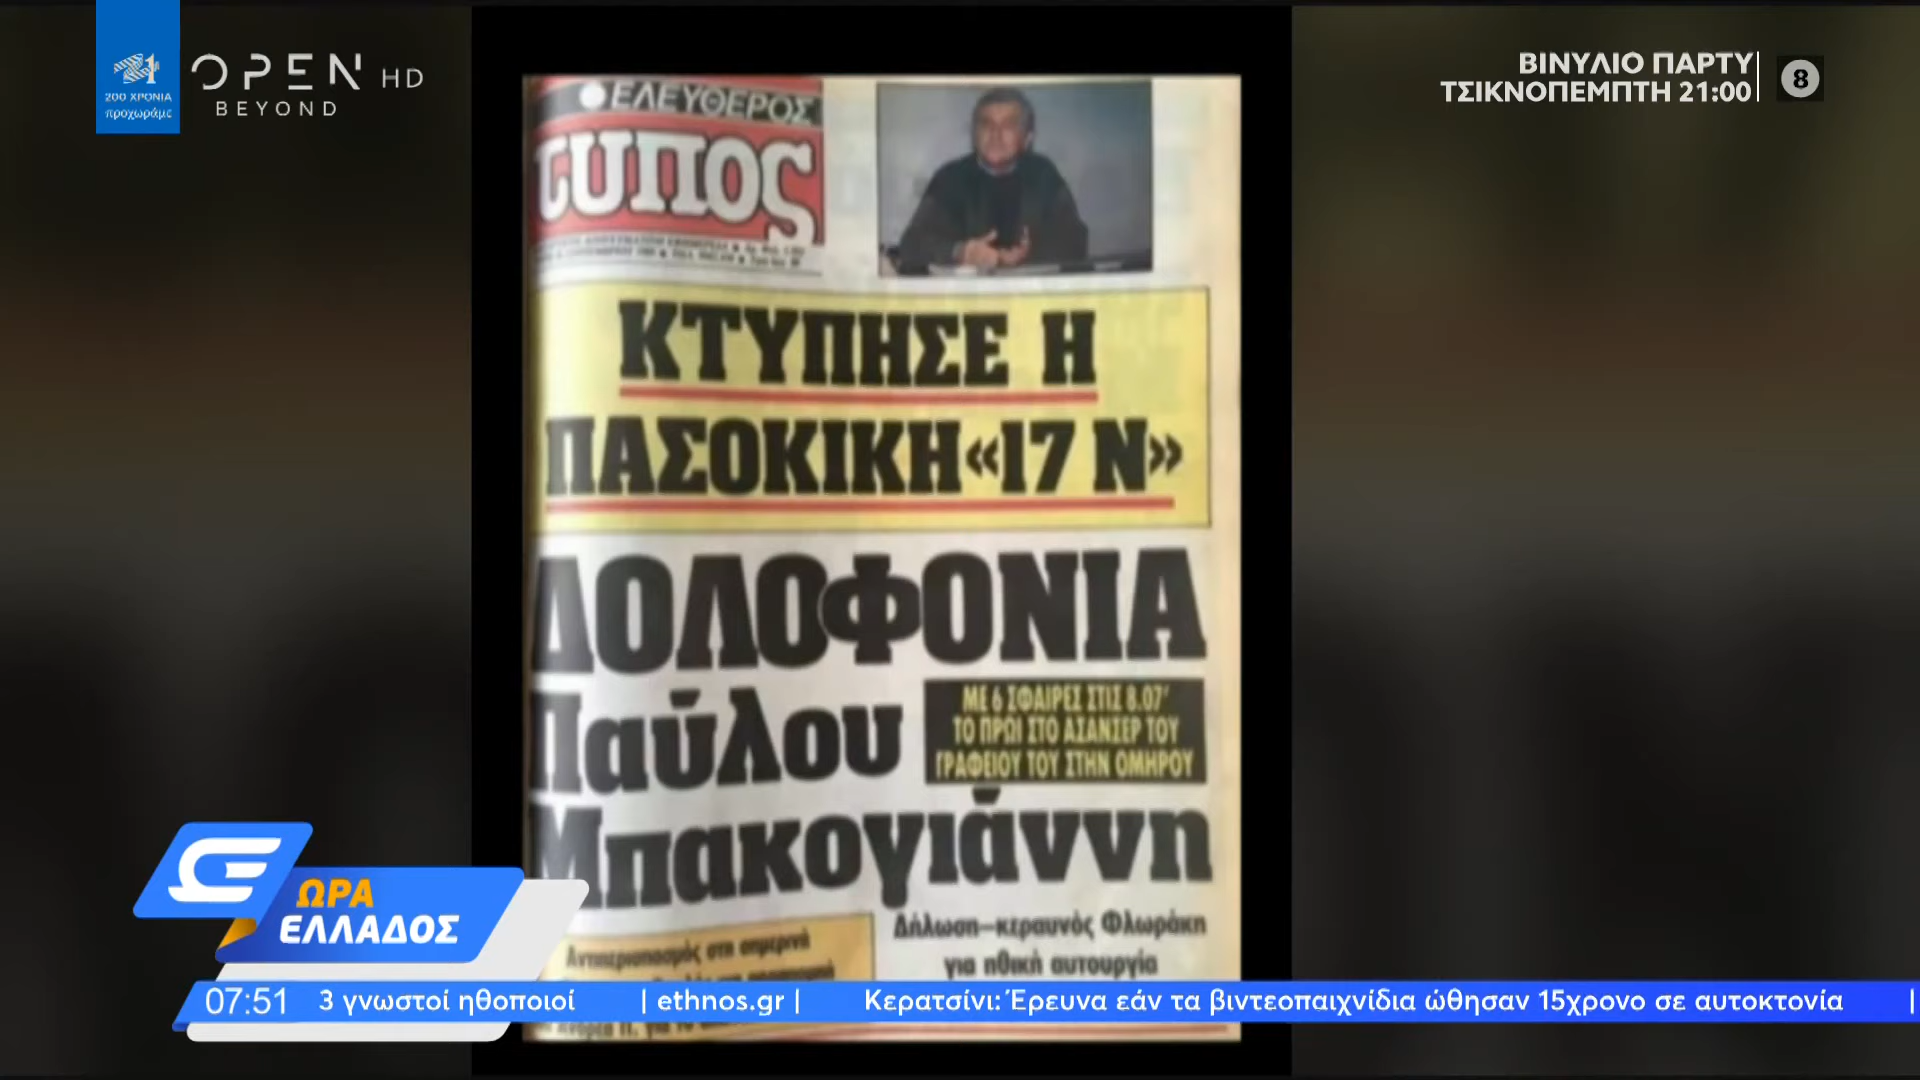 200 ΧΡΟΝΙΑ
προχωράμε
OPEN HD
BEYOND
ΒΙΝΥΛΙΟ ΠΑΡΤΥ
ΤΣΙΚΝΟΠΕΜΠΤΗ 21:00
8
ΕΛΕΥΘΕΡΟΣ
τυπος
ΚΤΥΠΗΣΕ Η
ΠΑΣΟΚΙΚΗ «17 Ν»
ΔΟΛΟΦΟΝΙΑ
Παύλου
ΜΕ 6 ΣΦΑΙΡΕΣ ΣΤΙΣ 8.07'
ΤΟ ΠΡΩΙ ΣΤΟ ΑΣΑΝΣΕΡ ΤΟΥ
ΓΡΑΦΕΙΟΥ ΤΟΥ ΣΤΗΝ ΟΜΗΡΟΥ
Μπακογιάννη
Δήλωση–κεραυνός Φλωράκη
για ηθική αυτουργία
Αντιπερισπασμός στη σημερινή
ΩΡΑ
ΕΛΛΑΔΟΣ
07:51 3 γνωστοί ηθοποιοί | ethnos.gr | Κερατσίνι: Έρευνα εάν τα βιντεοπαιχνίδια ώθησαν 15χρονο σε αυτοκτονία |